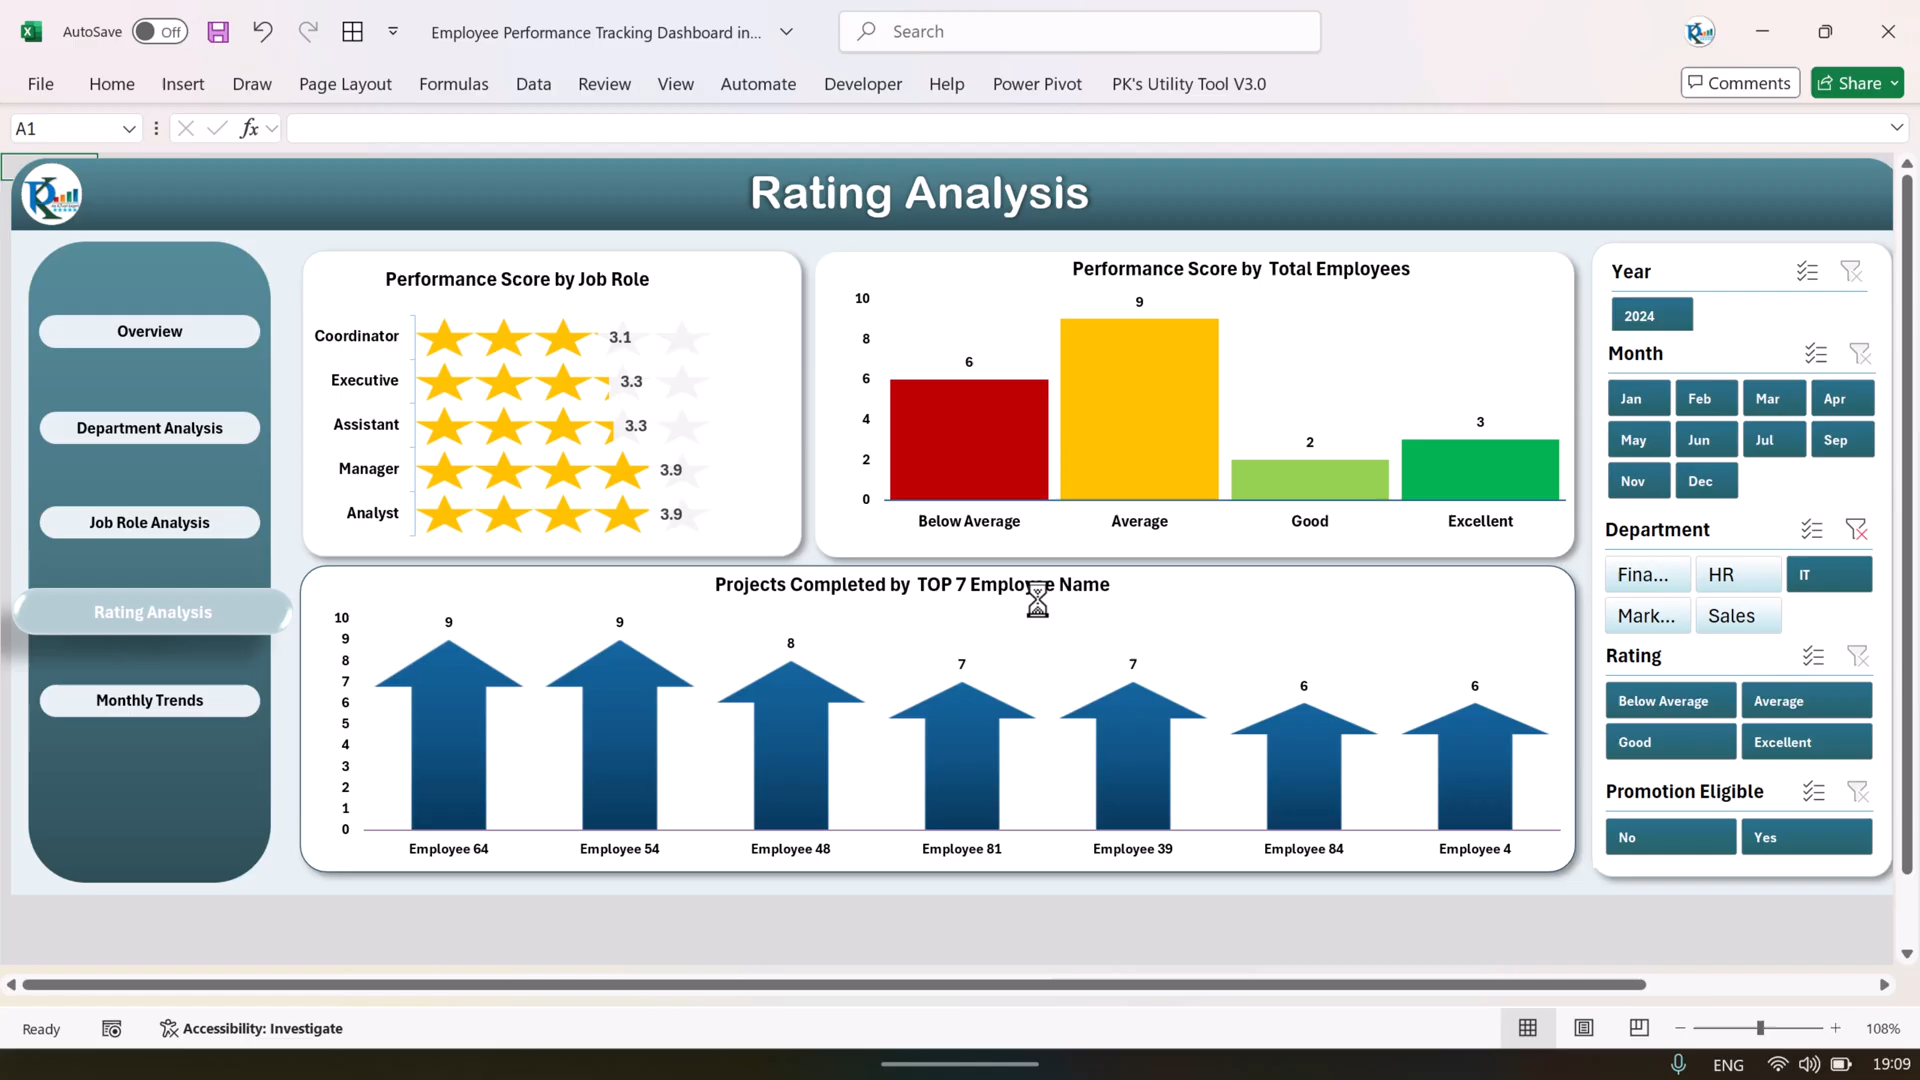 AutoSave Off Employee Performance Tracking Dashboard in... Search
File Home Insert Draw Page Layout Formulas Data Review View Automate Developer Help Power Pivot PK's Utility Tool V3.0 Comments Share
A1 fx
Rating Analysis
Overview
Department Analysis
Job Role Analysis
Rating Analysis
Monthly Trends
Performance Score by Job Role
Coordinator 3.1
Executive 3.3
Assistant 3.3
Manager 3.9
Analyst 3.9
Performance Score by Total Employees
10
8
6
4
2
0
6
9
2
3
Below Average Average Good Excellent
Projects Completed by TOP 7 Employee Name
10
9
8
7
6
5
4
3
2
1
0
9 9 8 7 7 6 6
Employee 64 Employee 54 Employee 48 Employee 81 Employee 39 Employee 84 Employee 4
Year
2024
Month
Jan Feb Mar Apr
May Jun Jul Sep
Nov Dec
Department
Fina... HR IT
Mark... Sales
Rating
Below Average Average
Good Excellent
Promotion Eligible
No Yes
Ready Accessibility: Investigate 108%
ENG 19:09